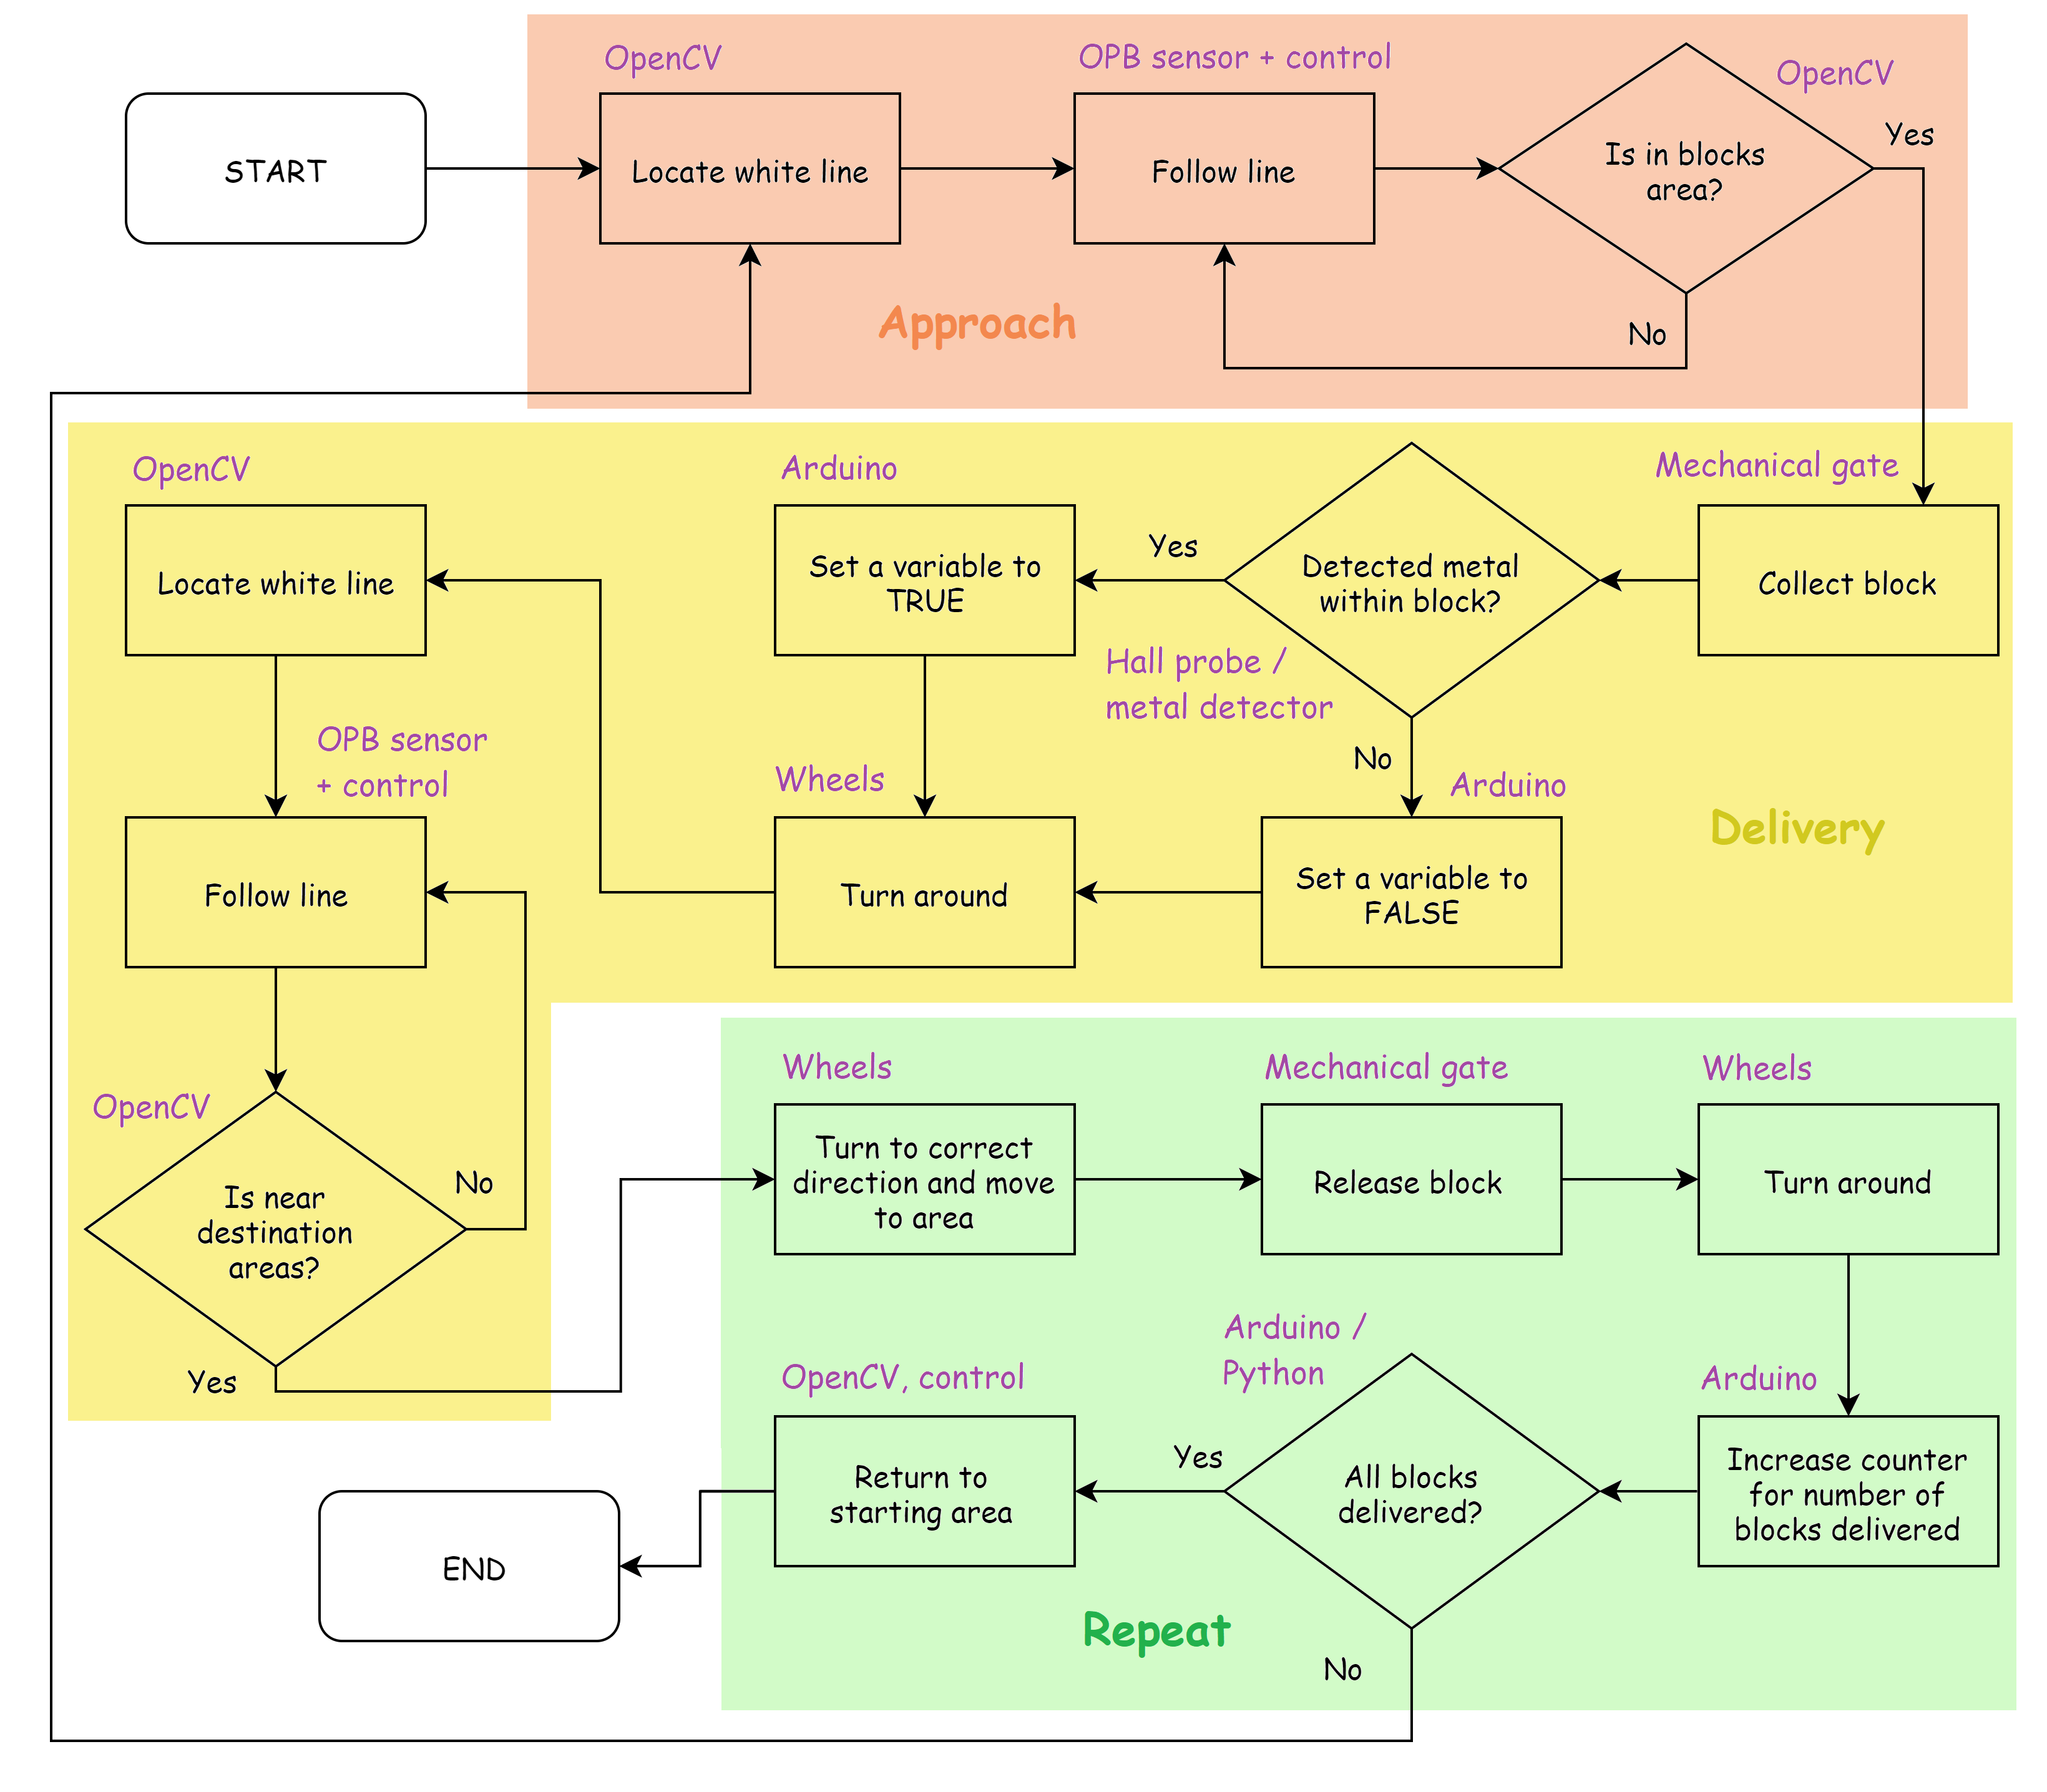 OpenCV
OPB sensor + control
OpenCV
START
Locate white line
Follow line
Is in blocks
area?
Yes
No
Approach
OpenCV
Arduino
Mechanical gate
Locate white line
Set a variable to
TRUE
Yes
Detected metal
within block?
Collect block
Hall probe /
metal detector
No
OPB sensor
+ control
Wheels
Arduino
Delivery
Follow line
Turn around
Set a variable to
FALSE
OpenCV
Is near
destination
areas?
No
Yes
Wheels
Mechanical gate
Wheels
Turn to correct
direction and move
to area
Release block
Turn around
OpenCV, control
Arduino /
Python
Arduino
Return to
starting area
Yes
All blocks
delivered?
Increase counter
for number of
blocks delivered
END
Repeat
No